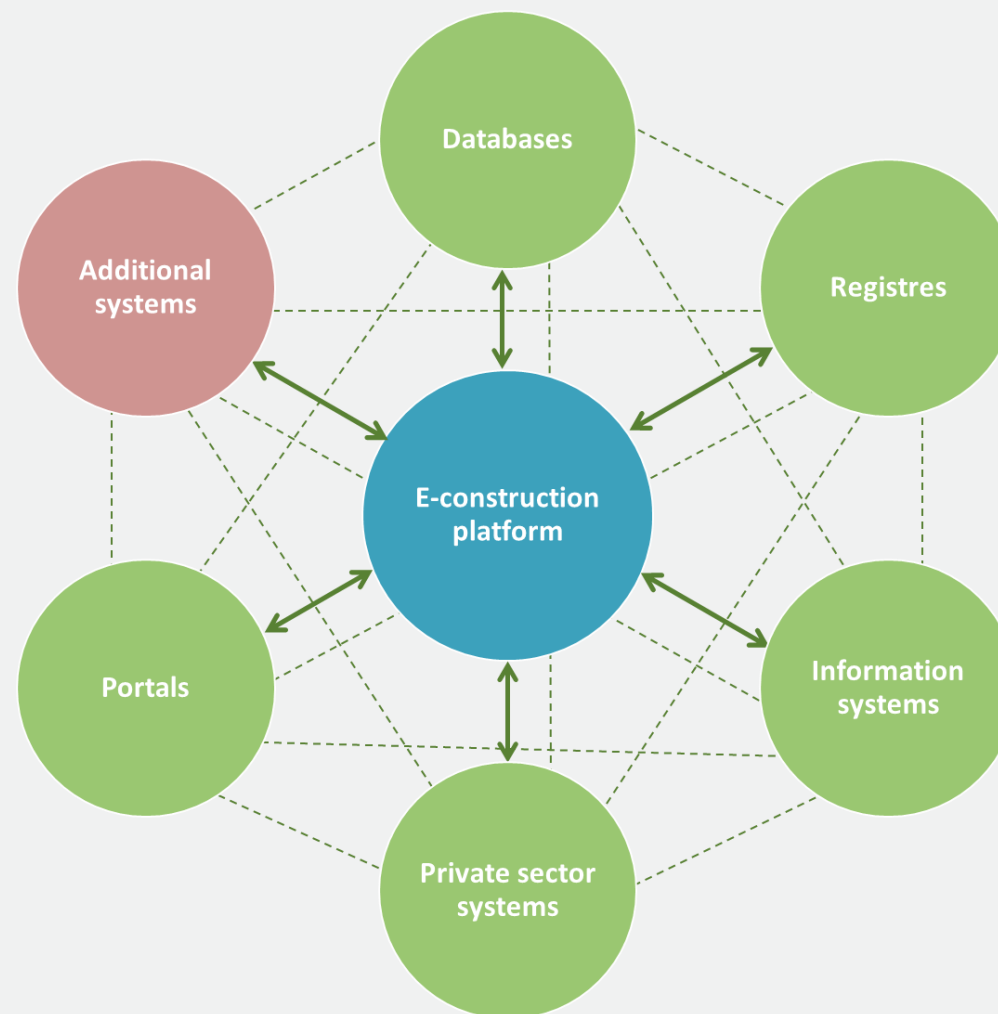 Databases
Additional
systems
Registres
E-construction
platform
Portals
Information
systems
Private sector
systems